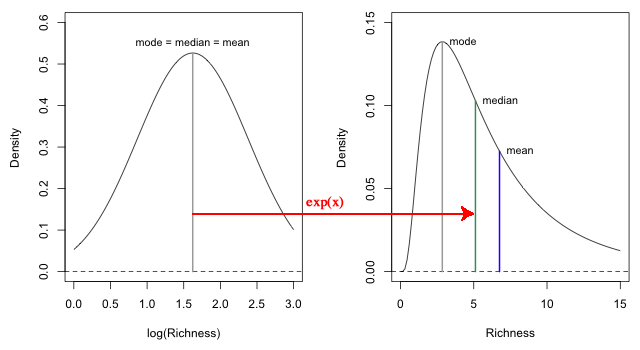 mode = median = mean
0.0
0.1
0.2
0.3
0.4
0.5
0.6
Density
0.0
0.5
1.0
1.5
2.0
2.5
3.0
log(Richness)
exp(x)
mode
median
mean
0.00
0.05
0.10
0.15
Density
0
5
10
15
Richness